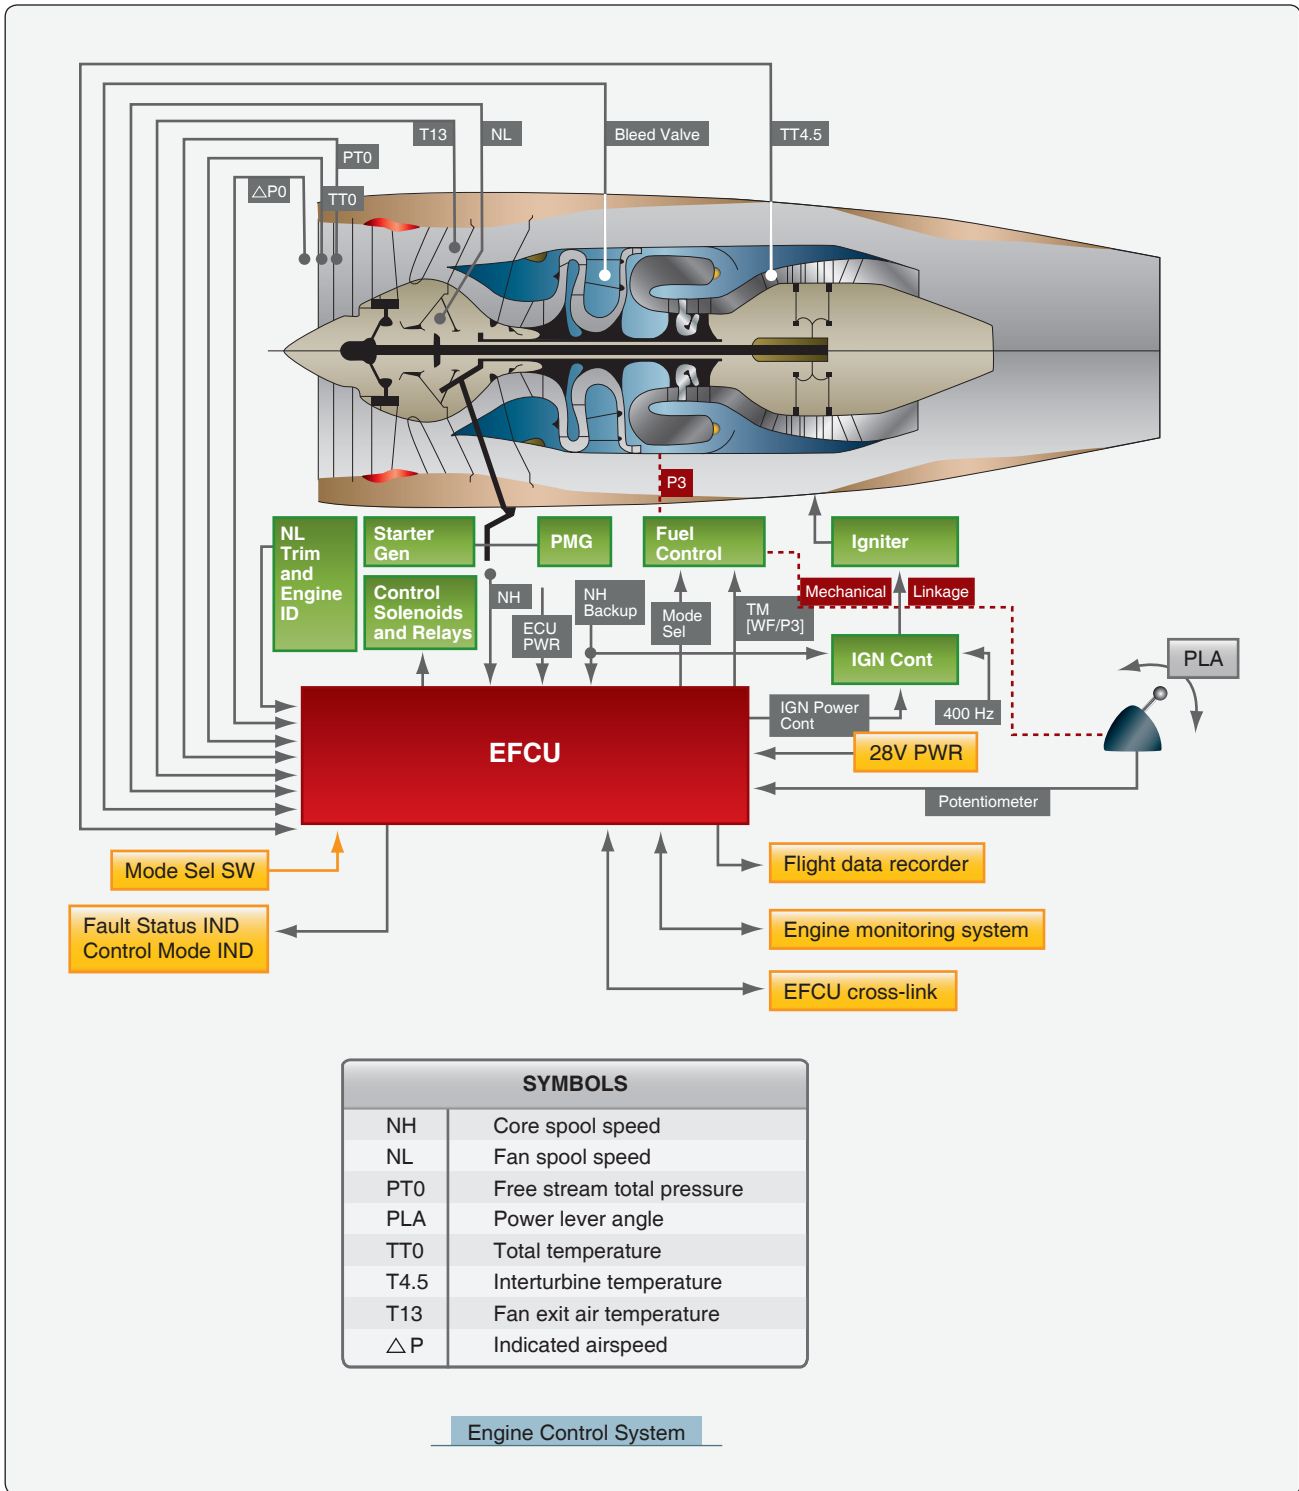 T13
NL
Bleed Valve
TT4.5
PT0
△P0
TT0
P3
NL
Trim
and
Engine
ID
Starter
Gen
PMG
Fuel
Control
Igniter
Control
Solenoids
and Relays
NH
ECU
PWR
NH
Backup
Mode
Sel
TM
[WF/P3]
Mechanical
Linkage
IGN Cont
PLA
IGN Power
Cont
400 Hz
EFCU
28V PWR
Potentiometer
Mode Sel SW
Flight data recorder
Fault Status IND
Control Mode IND
Engine monitoring system
EFCU cross-link
SYMBOLS
NH Core spool speed
NL Fan spool speed
PT0 Free stream total pressure
PLA Power lever angle
TT0 Total temperature
T4.5 Interturbine temperature
T13 Fan exit air temperature
△P Indicated airspeed
Engine Control System